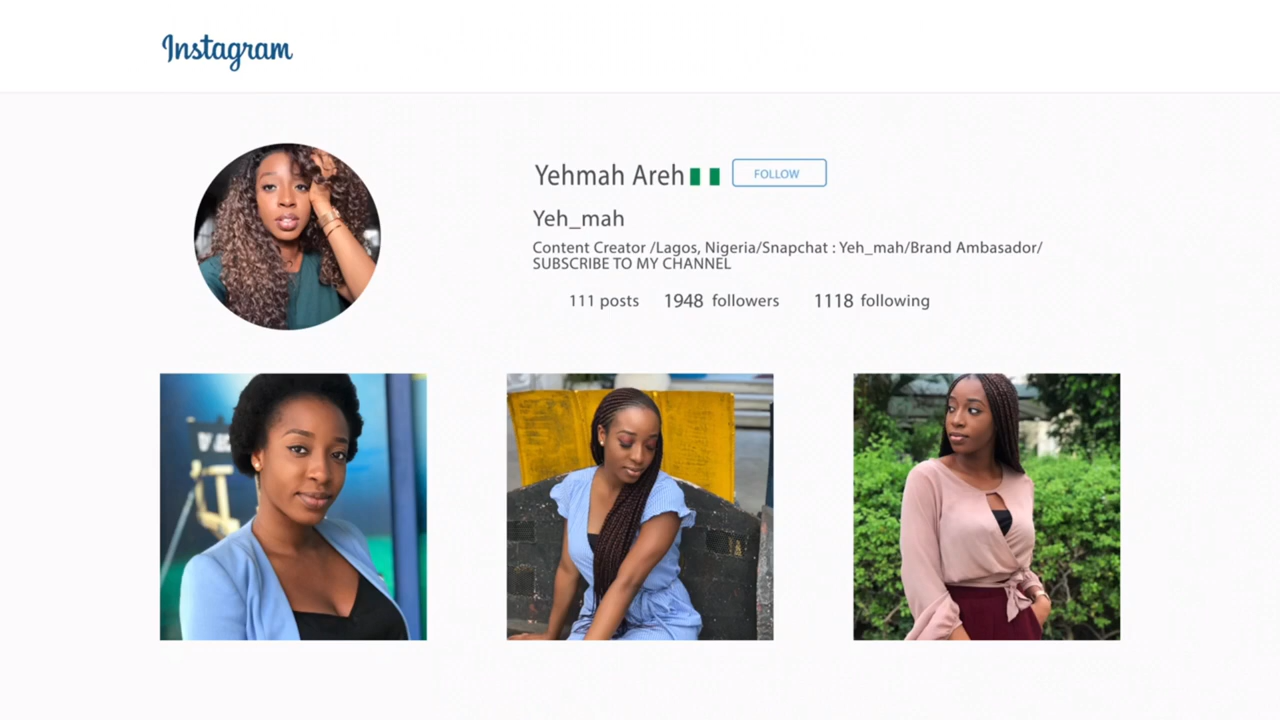 Instagram
Yehmah Areh FOLLOW
Yeh_mah
Content Creator /Lagos, Nigeria/Snapchat : Yeh_mah/Brand Ambasador/
SUBSCRIBE TO MY CHANNEL
111 posts 1948 followers 1118 following